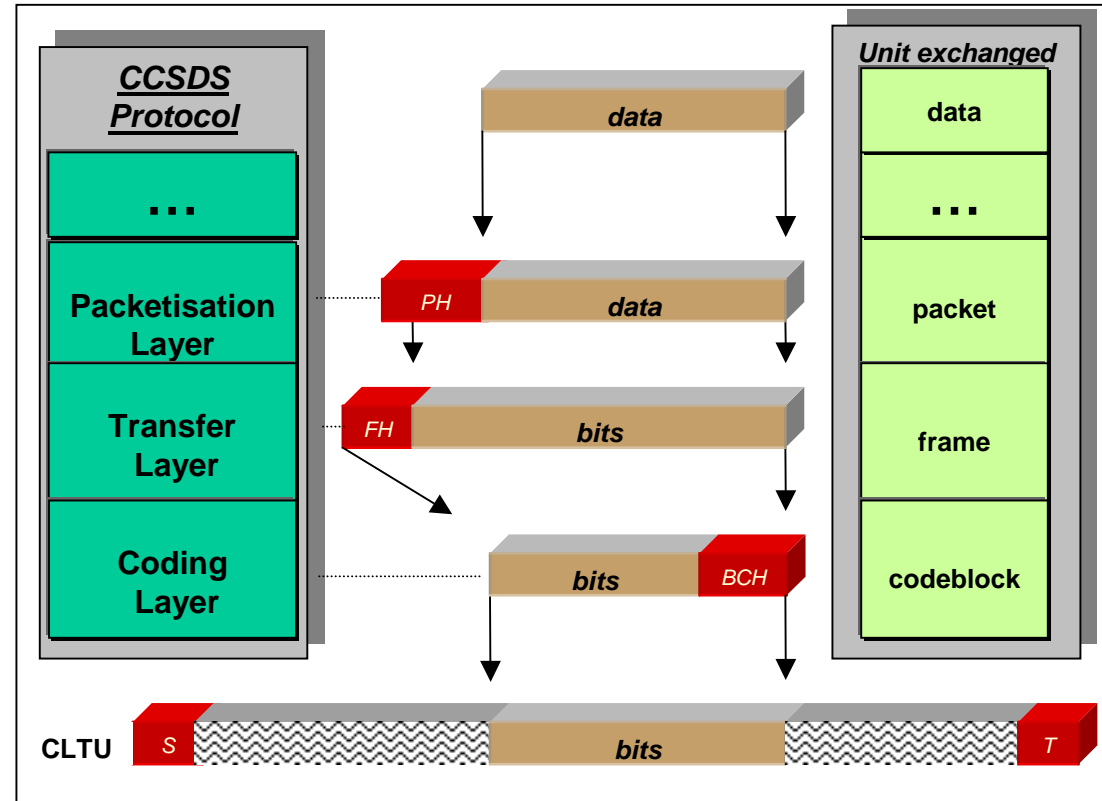 CCSDS
Protocol
...
Packetisation
Layer
Transfer
Layer
Coding
Layer
data
PH
data
FH
bits
bits
BCH
CLTU
S
bits
T
Unit exchanged
data
...
packet
frame
codeblock